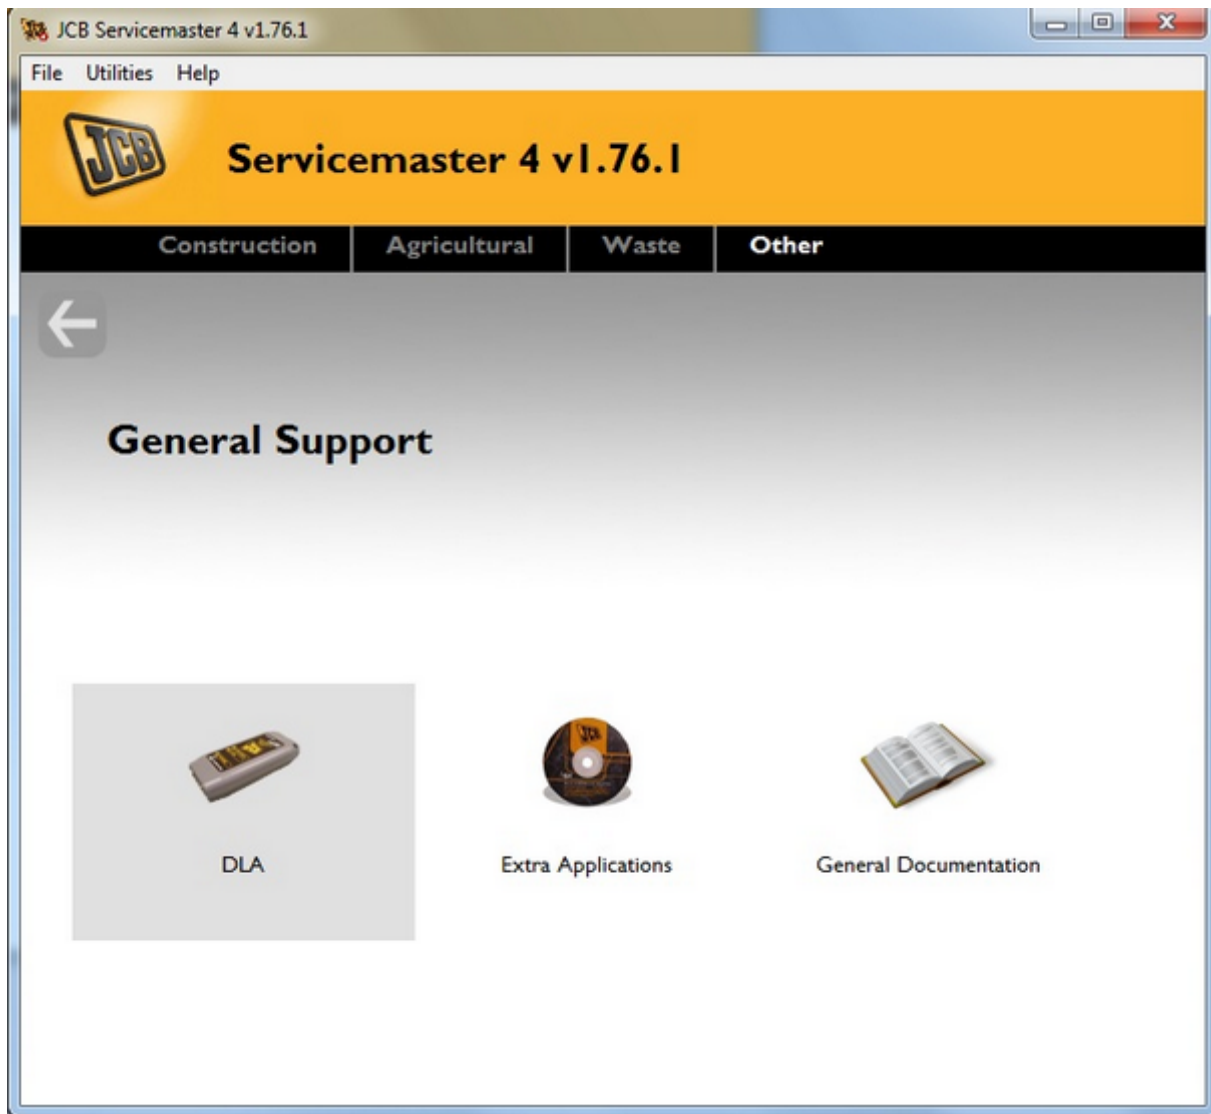 JCB Servicemaster 4 v1.76.1
File Utilities Help
JCB
Servicemaster 4 v1.76.1
Construction Agricultural Waste Other
General Support
DLA Extra Applications General Documentation